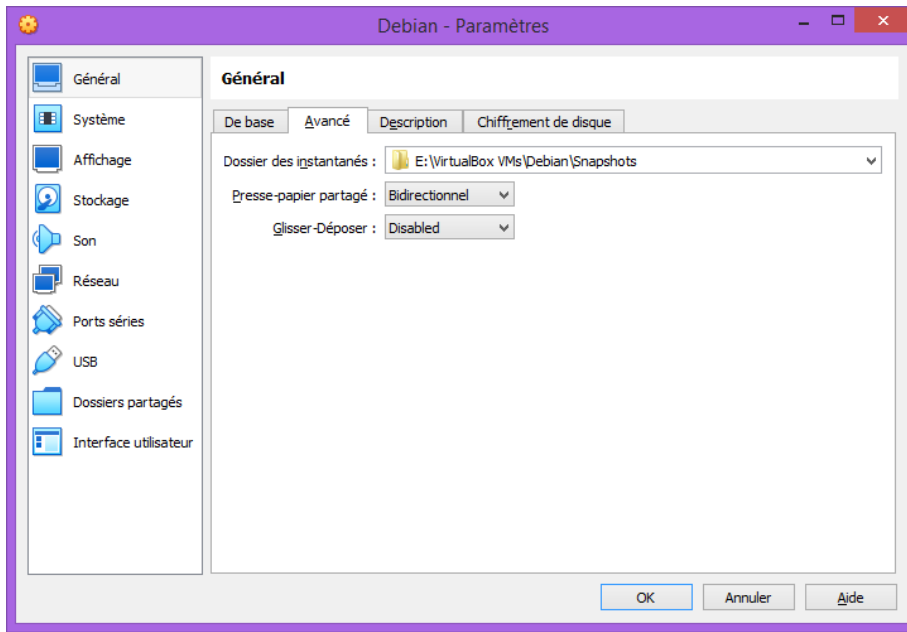 Debian - Paramètres
Général
Système
Affichage
Stockage
Son
Réseau
Ports séries
USB
Dossiers partagés
Interface utilisateur
Général
De base Avancé Description Chiffrement de disque
Dossier des instantanés : E:\VirtualBox VMs\Debian\Snapshots
Presse-papier partagé : Bidirectionnel
Glisser-Déposer : Disabled
OK Annuler Aide